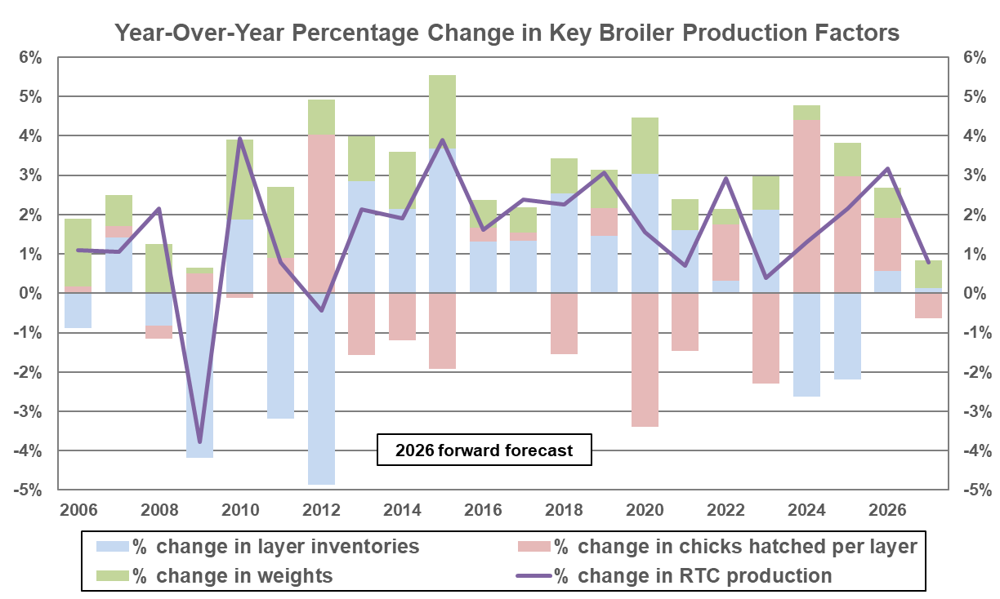 Year-Over-Year Percentage Change in Key Broiler Production Factors
6% 6%
5% 5%
4% 4%
3% 3%
2% 2%
1% 1%
0% 0%
-1% -1%
-2% -2%
-3% -3%
-4% 2026 forward forecast -4%
-5% -5%
2006 2008 2010 2012 2014 2016 2018 2020 2022 2024 2026
% change in layer inventories % change in chicks hatched per layer
% change in weights % change in RTC production